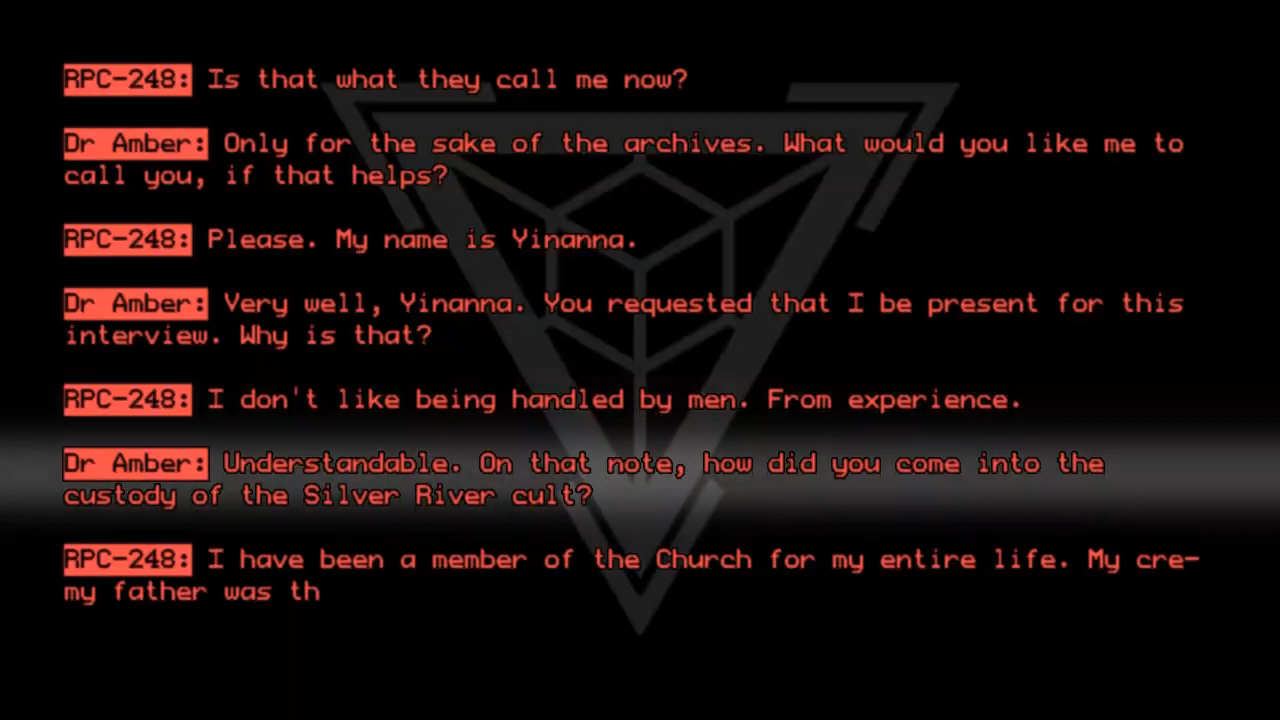 RPC-248: Is that what they call me now?
Dr Amber: Only for the sake of the archives. What would you like me to
call you, if that helps?
RPC-248: Please. My name is Yinanna.
Dr Amber: Very well, Yinanna. You requested that I be present for this
interview. Why is that?
RPC-248: I don't like being handled by men. From experience.
Dr Amber: Understandable. On that note, how did you come into the
custody of the Silver River cult?
RPC-248: I have been a member of the Church for my entire life. My cre-
my father was th